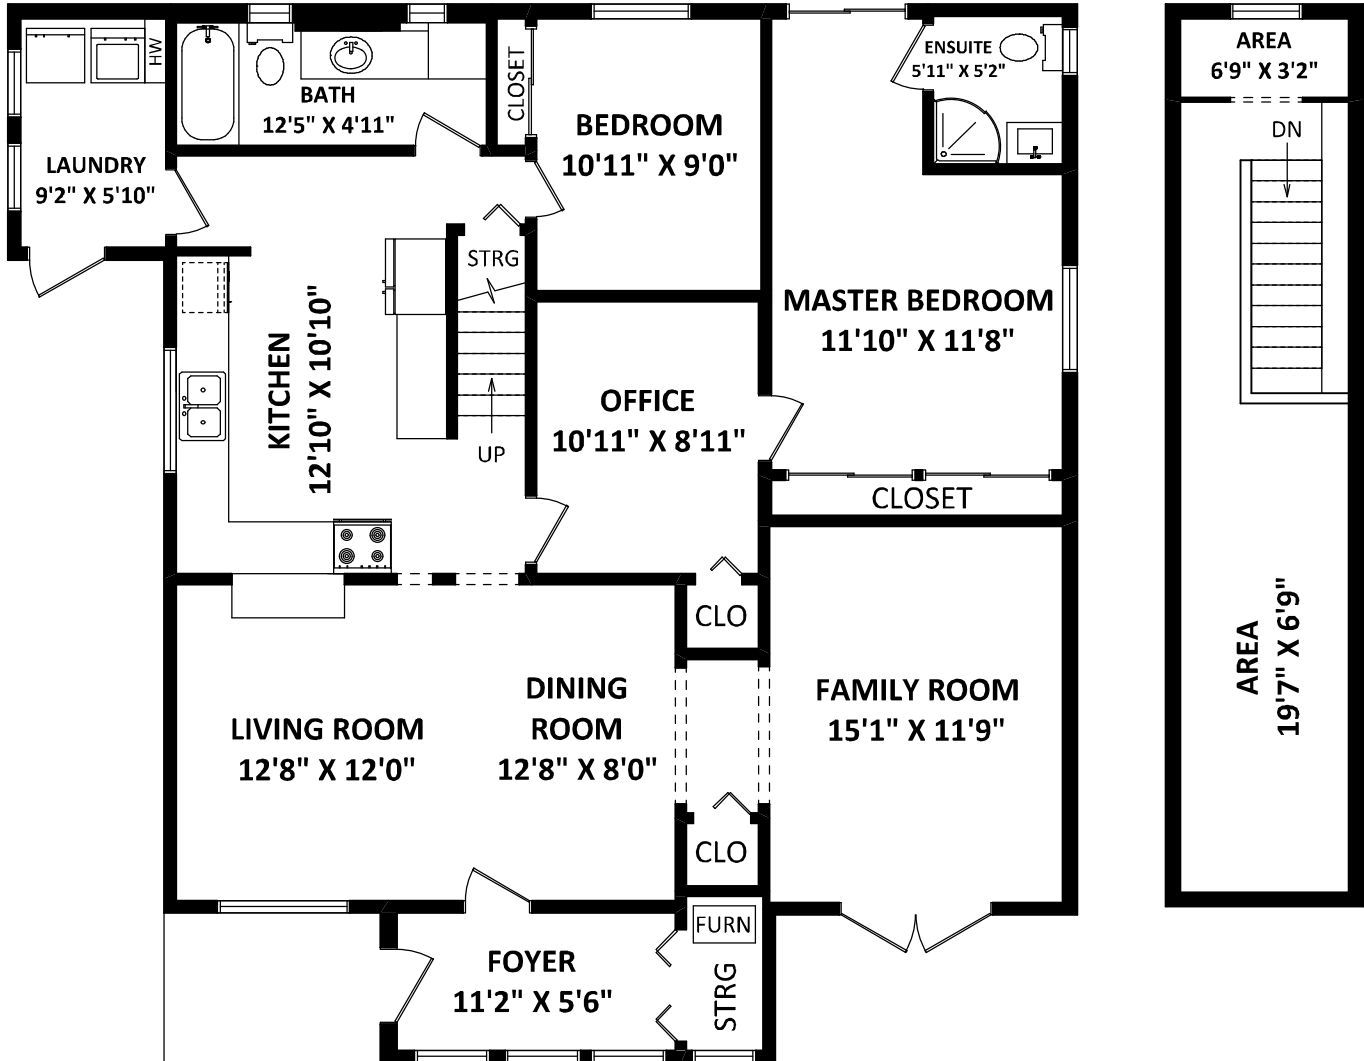 HW
LAUNDRY
9'2" X 5'10"
BATH
12'5" X 4'11"
CLOSET
BEDROOM
10'11" X 9'0"
ENSUITE
5'11" X 5'2"
MASTER BEDROOM
11'10" X 11'8"
CLOSET
STRG
UP
KITCHEN
12'10" X 10'10"
OFFICE
10'11" X 8'11"
CLO
LIVING ROOM
12'8" X 12'0"
DINING
ROOM
12'8" X 8'0"
FAMILY ROOM
15'1" X 11'9"
CLO
FOYER
11'2" X 5'6"
FURN
STRG
AREA
6'9" X 3'2"
DN
AREA
19'7" X 6'9"